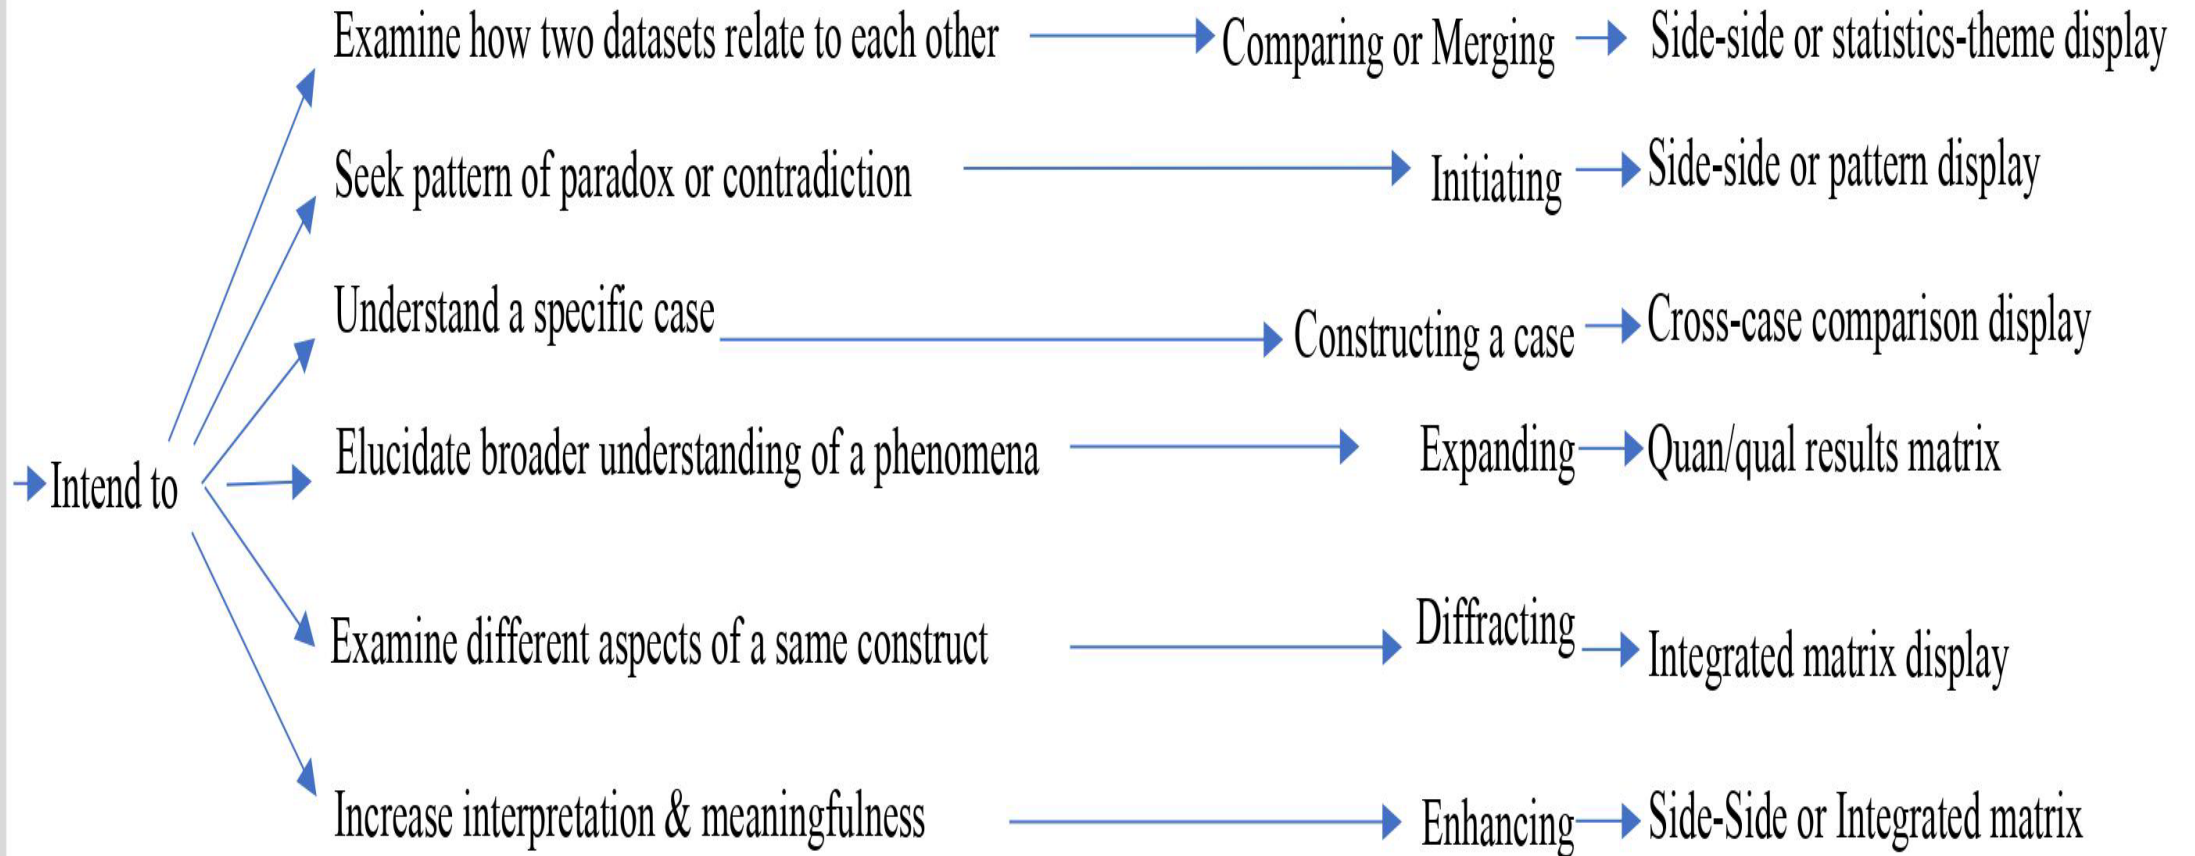 Examine how two datasets relate to each other Comparing or Merging Side-side or statistics-theme display
Seek pattern of paradox or contradiction Initiating Side-side or pattern display
Understand a specific case Constructing a case Cross-case comparison display
Elucidate broader understanding of a phenomena Expanding Quan/qual results matrix
Intend to
Examine different aspects of a same construct Diffracting Integrated matrix display
Increase interpretation & meaningfulness Enhancing Side-Side or Integrated matrix